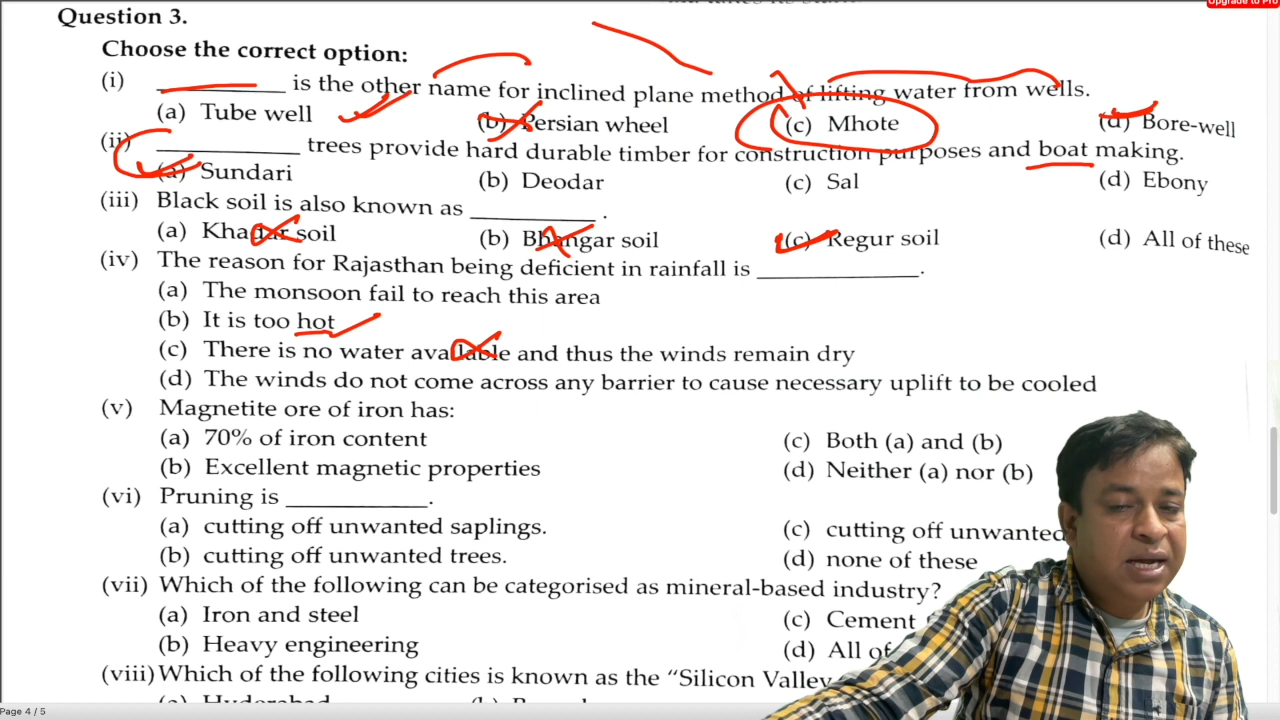 Upgrade to Pro
Question 3.
Choose the correct option:
(i) __________ is the other name for inclined plane method of lifting water from wells.
(a) Tube well (b) Persian wheel (c) Mhote (d) Bore-well
(ii) __________ trees provide hard durable timber for construction purposes and boat making.
(a) Sundari (b) Deodar (c) Sal (d) Ebony
(iii) Black soil is also known as __________ .
(a) Khadar soil (b) Bhangar soil (c) Regur soil (d) All of these
(iv) The reason for Rajasthan being deficient in rainfall is __________ .
(a) The monsoon fail to reach this area
(b) It is too hot
(c) There is no water available and thus the winds remain dry
(d) The winds do not come across any barrier to cause necessary uplift to be cooled
(v) Magnetite ore of iron has:
(a) 70% of iron content (c) Both (a) and (b)
(b) Excellent magnetic properties (d) Neither (a) nor (b)
(vi) Pruning is __________ .
(a) cutting off unwanted saplings. (c) cutting off unwanted
(b) cutting off unwanted trees. (d) none of these
(vii) Which of the following can be categorised as mineral-based industry?
(a) Iron and steel (c) Cement
(b) Heavy engineering (d) All of
(viii) Which of the following cities is known as the "Silicon Valley
Page 4 / 5